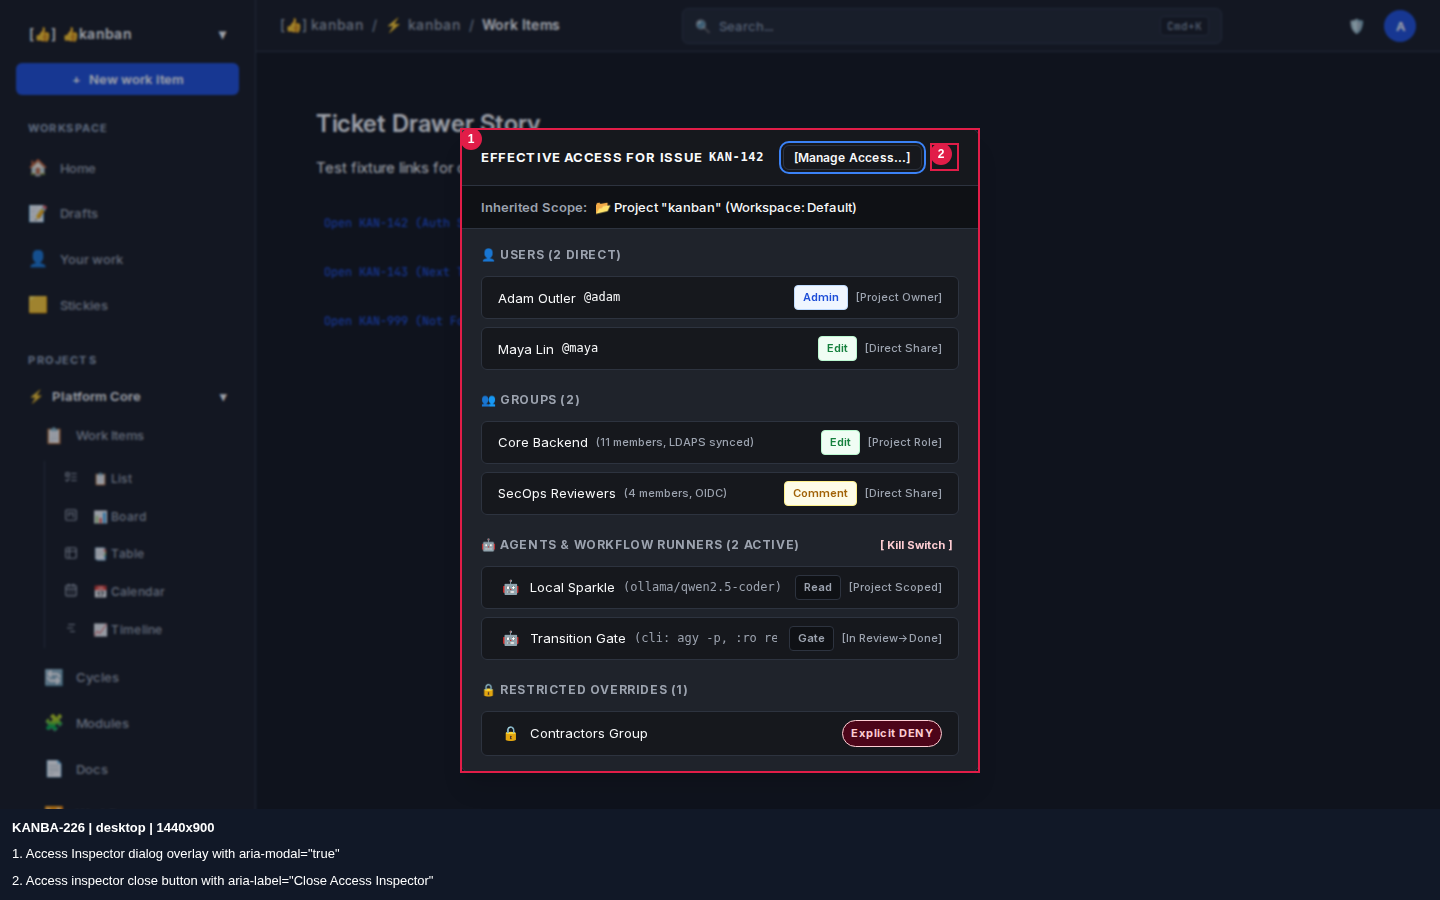 [👍] 👍kanban ▼
[👍] kanban / ⚡ kanban / Work Items
🔍 Search... Cmd+K
A
+ New work item
WORKSPACE
🏠 Home
📝 Drafts
👤 Your work
🟨 Stickies
PROJECTS
⚡ Platform Core ▼
📋 Work Items
📋 List
📊 Board
📑 Table
📅 Calendar
📈 Timeline
🔄 Cycles
🧩 Modules
📄 Docs
Ticket Drawer Story
Test fixture links for
Open KAN-142 (Auth
Open KAN-143 (Next
Open KAN-999 (Not
1
EFFECTIVE ACCESS FOR ISSUE KAN-142 [Manage Access...] 2
Inherited Scope: 📂 Project "kanban" (Workspace: Default)
👤 USERS (2 DIRECT)
Adam Outler @adam Admin [Project Owner]
Maya Lin @maya Edit [Direct Share]
👥 GROUPS (2)
Core Backend (11 members, LDAPS synced) Edit [Project Role]
SecOps Reviewers (4 members, OIDC) Comment [Direct Share]
🤖 AGENTS & WORKFLOW RUNNERS (2 ACTIVE) [ Kill Switch ]
🤖 Local Sparkle (ollama/qwen2.5-coder) Read [Project Scoped]
🤖 Transition Gate (cli: agy -p, :ro re Gate [In Review→Done]
🔒 RESTRICTED OVERRIDES (1)
🔒 Contractors Group Explicit DENY
KANBA-226 | desktop | 1440x900
1. Access Inspector dialog overlay with aria-modal="true"
2. Access inspector close button with aria-label="Close Access Inspector"